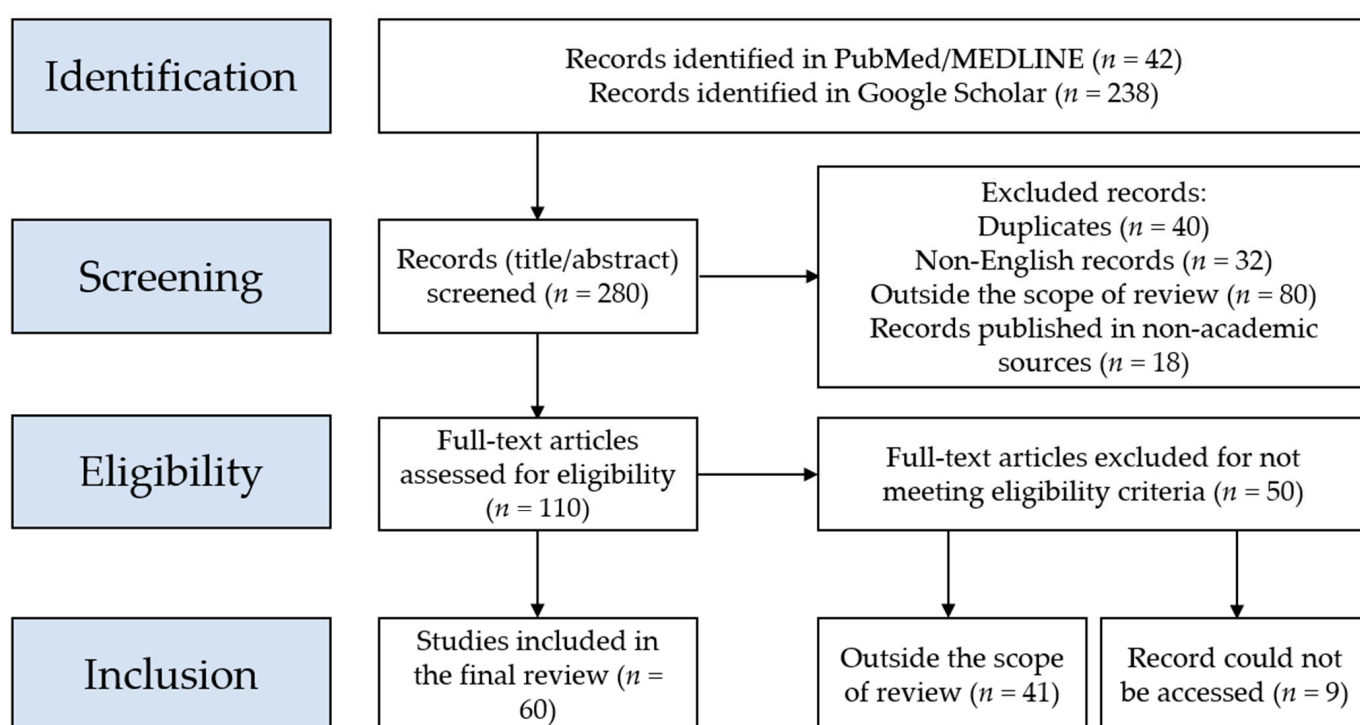 Identification
Records identified in PubMed/MEDLINE (n = 42)
Records identified in Google Scholar (n = 238)
Screening
Records (title/abstract)
screened (n = 280)
Excluded records:
Duplicates (n = 40)
Non-English records (n = 32)
Outside the scope of review (n = 80)
Records published in non-academic
sources (n = 18)
Eligibility
Full-text articles
assessed for eligibility
(n = 110)
Full-text articles excluded for not
meeting eligibility criteria (n = 50)
Inclusion
Studies included in
the final review (n =
60)
Outside the scope
of review (n = 41)
Record could not
be accessed (n = 9)